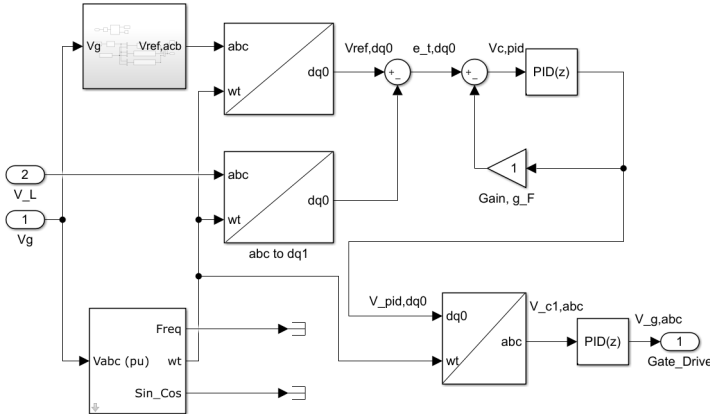 Vg
Vref,acb
abc
wt
dq0
Vref,dq0
e_t,dq0
Vc,pid
+
_
+
_
PID(z)
2
V_L
abc
wt
dq0
abc to dq1
1
Gain, g_F
1
Vg
Vabc (pu)
Freq
wt
Sin_Cos
V_pid,dq0
dq0
wt
abc
V_c1,abc
PID(z)
V_g,abc
1
Gate_Drive